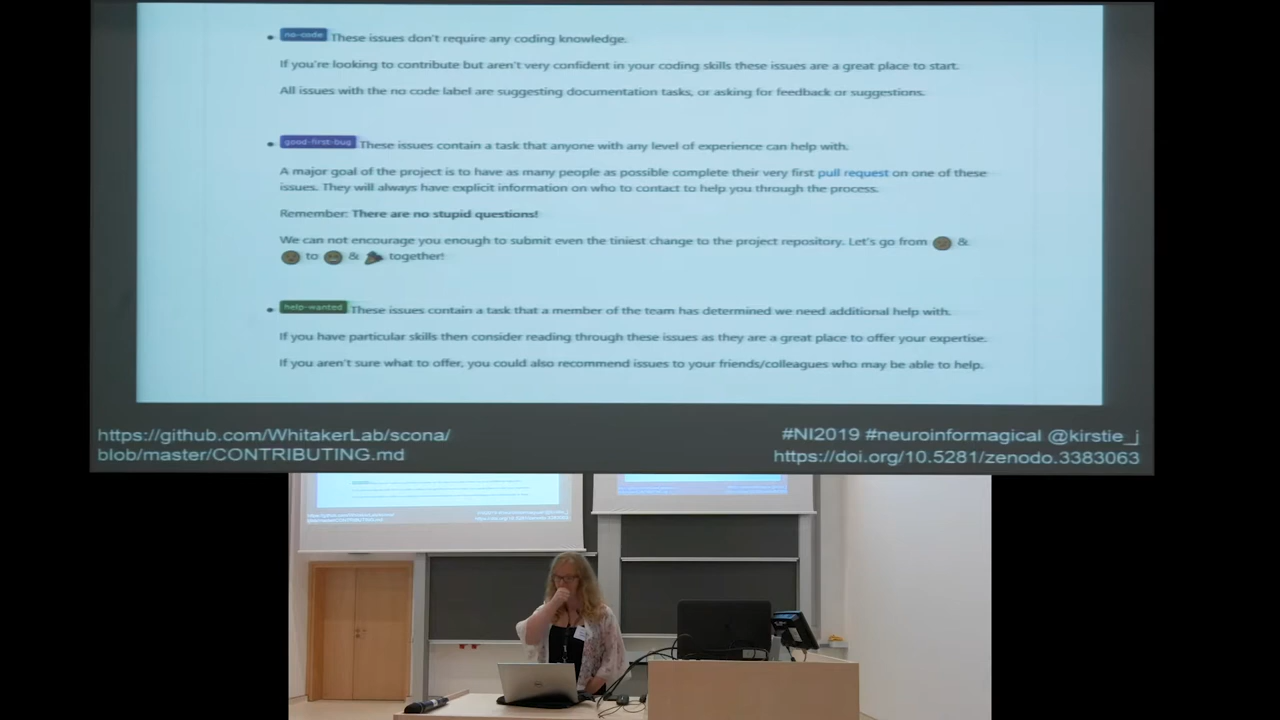 no-code These issues don't require any coding knowledge.
If you're looking to contribute but aren't very confident in your coding skills these issues are a great place to start.
All issues with the no code label are suggesting documentation tasks, or asking for feedback or suggestions.
good-first-bug These issues contain a task that anyone with any level of experience can help with.
A major goal of the project is to have as many people as possible complete their very first pull request on one of these
issues. They will always have explicit information on who to contact to help you through the process.
Remember: There are no stupid questions!
We can not encourage you enough to submit even the tiniest change to the project repository. Let's go from &
to & together!
help-wanted These issues contain a task that a member of the team has determined we need additional help with.
If you have particular skills then consider reading through these issues as they are a great place to offer your expertise.
If you aren't sure what to offer, you could also recommend issues to your friends/colleagues who may be able to help.
https://github.com/WhitakerLab/scona/
blob/master/CONTRIBUTING.md
#NI2019 #neuroinformagical @kirstie_j
https://doi.org/10.5281/zenodo.3383063